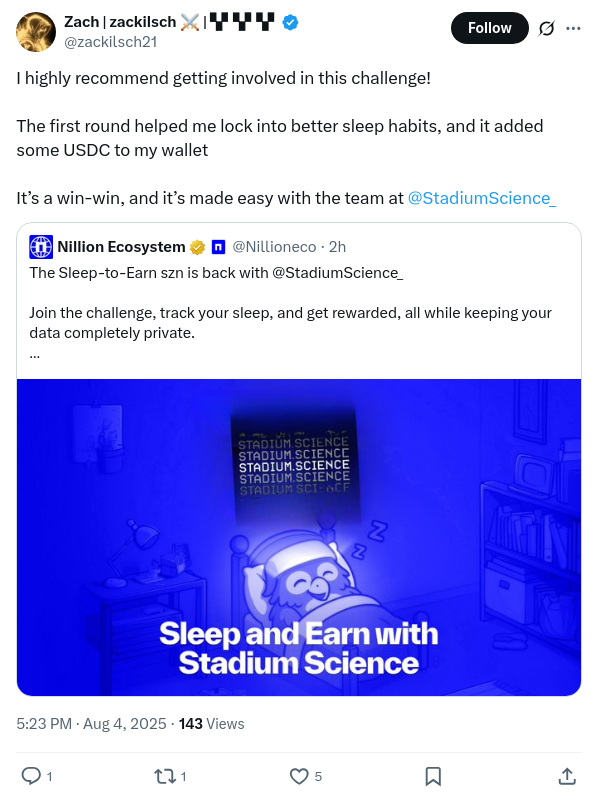 Zach | zackilsch ⚔️ |
@zackilsch21
Follow
I highly recommend getting involved in this challenge!
The first round helped me lock into better sleep habits, and it added
some USDC to my wallet
It’s a win-win, and it’s made easy with the team at @StadiumScience_
Nillion Ecosystem @Nillioneco · 2h
The Sleep-to-Earn szn is back with @StadiumScience_
Join the challenge, track your sleep, and get rewarded, all while keeping your
data completely private.
...
STADIUM.SCIENCE
STADIUM.SCIENCE
STADIUM.SCIENCE
STADIUM.SCIENCE
Z
Z
Z
Sleep and Earn with
Stadium Science
5:23 PM · Aug 4, 2025 · 143 Views
1
1
5